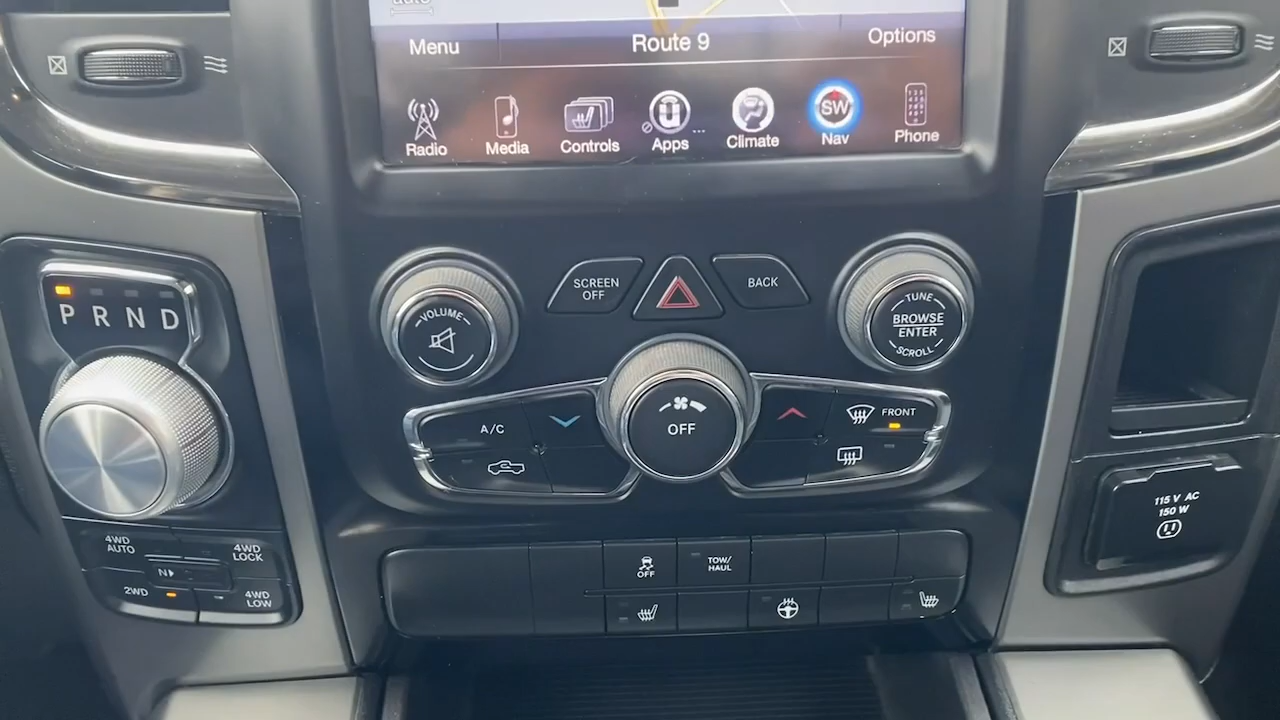 auto
Menu
Route 9
Options
Radio
Media
Controls
Apps
Climate
SW
Nav
Phone
SCREEN
OFF
BACK
VOLUME
TUNE
BROWSE
ENTER
SCROLL
P R N D
A/C
OFF
FRONT
115 V AC
150 W
4WD
AUTO
4WD
LOCK
N
2WD
4WD
LOW
OFF
TOW/
HAUL